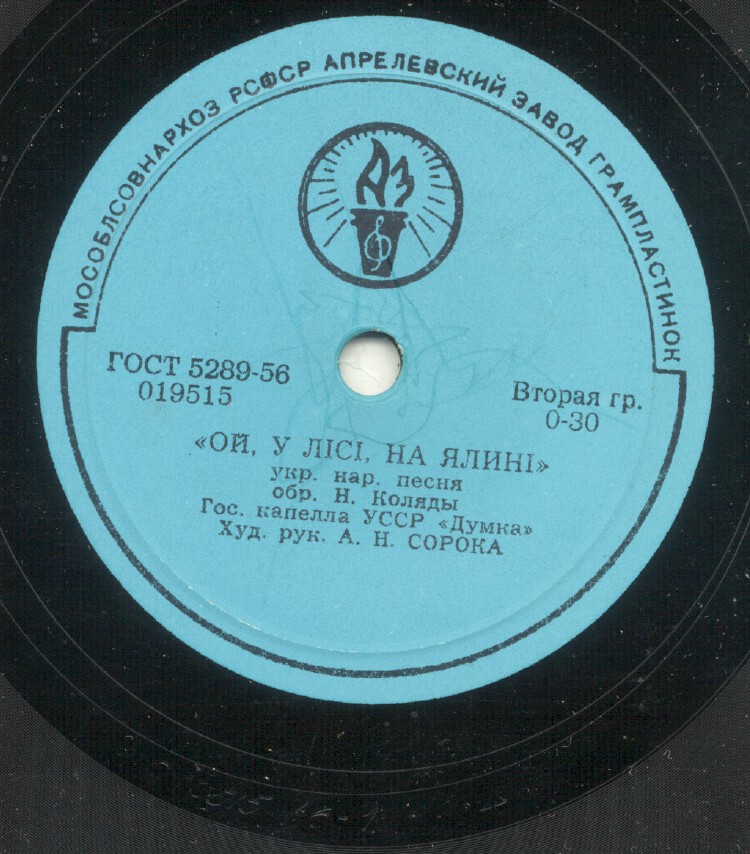 МОСОБЛСОВНАРХОЗ РСФСР АПРЕЛЕВСКИЙ ЗАВОД ГРАМПЛАСТИНОК
АЗ
ГОСТ 5289-56
019515
Вторая гр.
0-30
«ОЙ, У ЛІСІ, НА ЯЛИНІ»
укр. нар. песня
обр. Н. Коляды
Гос. капелла УССР «Думка»
Худ. рук. А. Н. СОРОКА